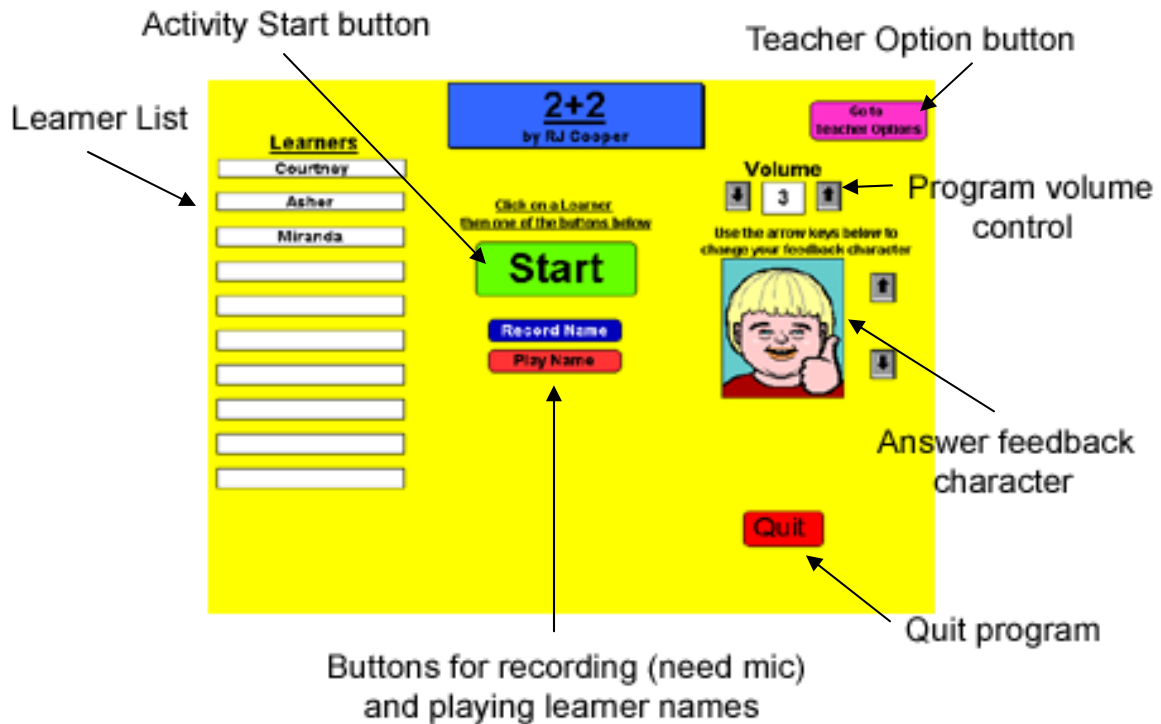 Activity Start button
Teacher Option button
Learner List
2+2
by RJ Cooper
Go to
Teacher Options
Learners
Courtney
Asher
Miranda
Click on a Learner
then one of the buttons below
Start
Record Name
Play Name
Volume
3
Program volume
control
Use the arrow keys below to
change your feedback character
Answer feedback
character
Quit
Quit program
Buttons for recording (need mic)
and playing learner names